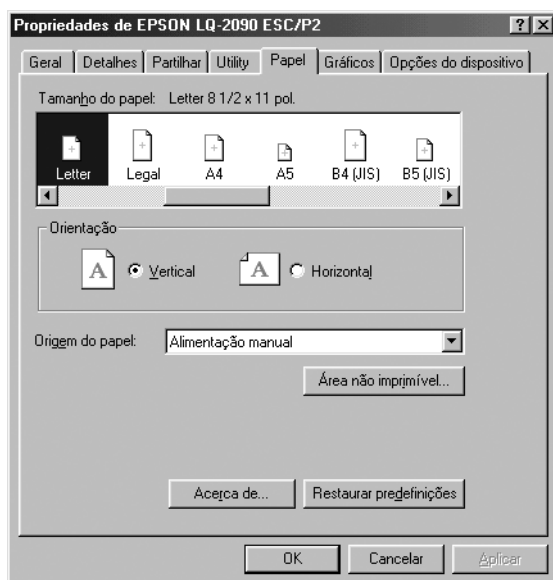 Propriedades de EPSON LQ-2090 ESC/P2
Geral Detalhes Partilhar Utility Papel Gráficos Opções do dispositivo
Tamanho do papel: Letter 8 1/2 x 11 pol.
Letter Legal A4 A5 B4 (JIS) B5 (JIS)
Orientação
A Vertical A Horizontal
Origem do papel: Alimentação manual
Área não imprimível...
Acerca de... Restaurar predefinições
OK Cancelar Aplicar